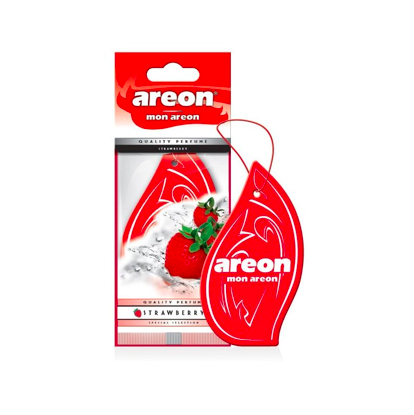 areon
mon areon
QUALITY PERFUME
STRAWBERRY
areon
mon areon
QUALITY PERFUME
STRAWBERRY
SPECIAL SELECTION